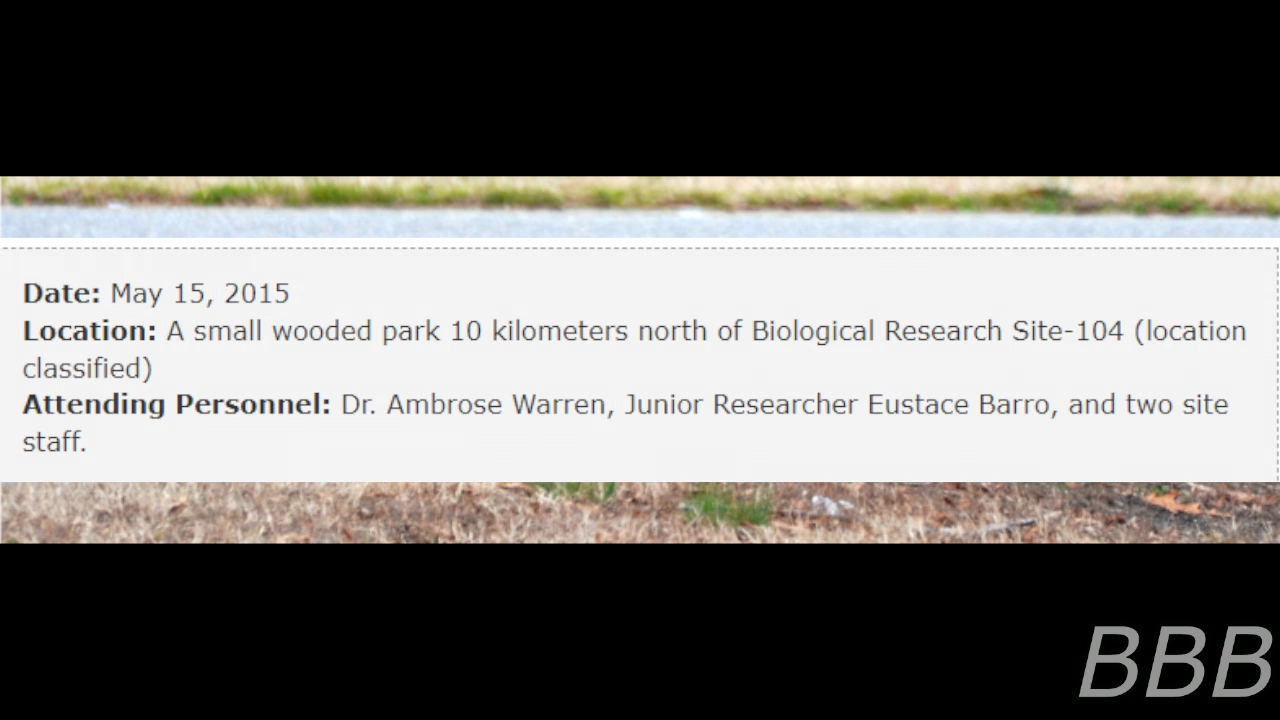 Date: May 15, 2015
Location: A small wooded park 10 kilometers north of Biological Research Site-104 (location
classified)
Attending Personnel: Dr. Ambrose Warren, Junior Researcher Eustace Barro, and two site
staff.
BBB